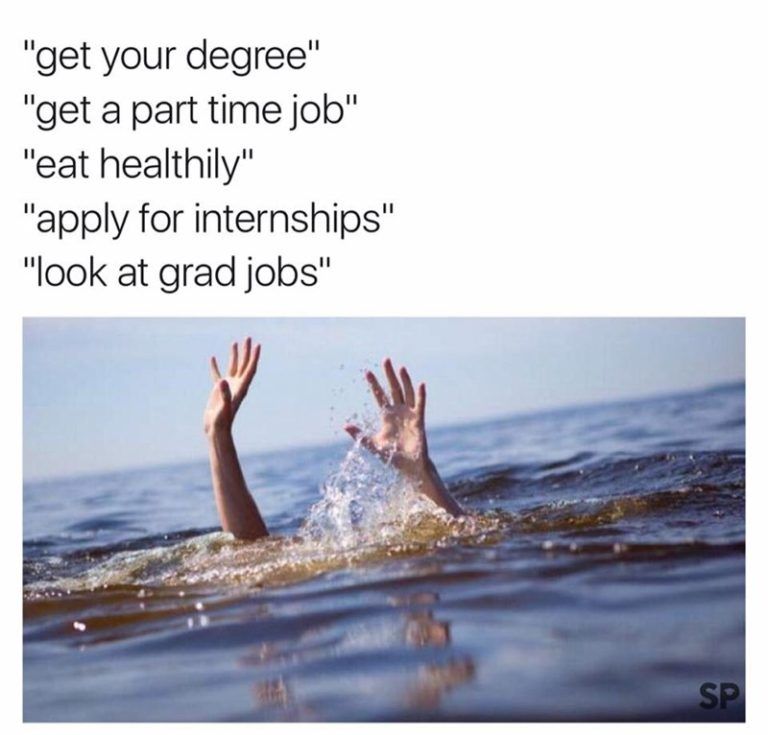 "get your degree"
"get a part time job"
"eat healthily"
"apply for internships"
"look at grad jobs"
SP